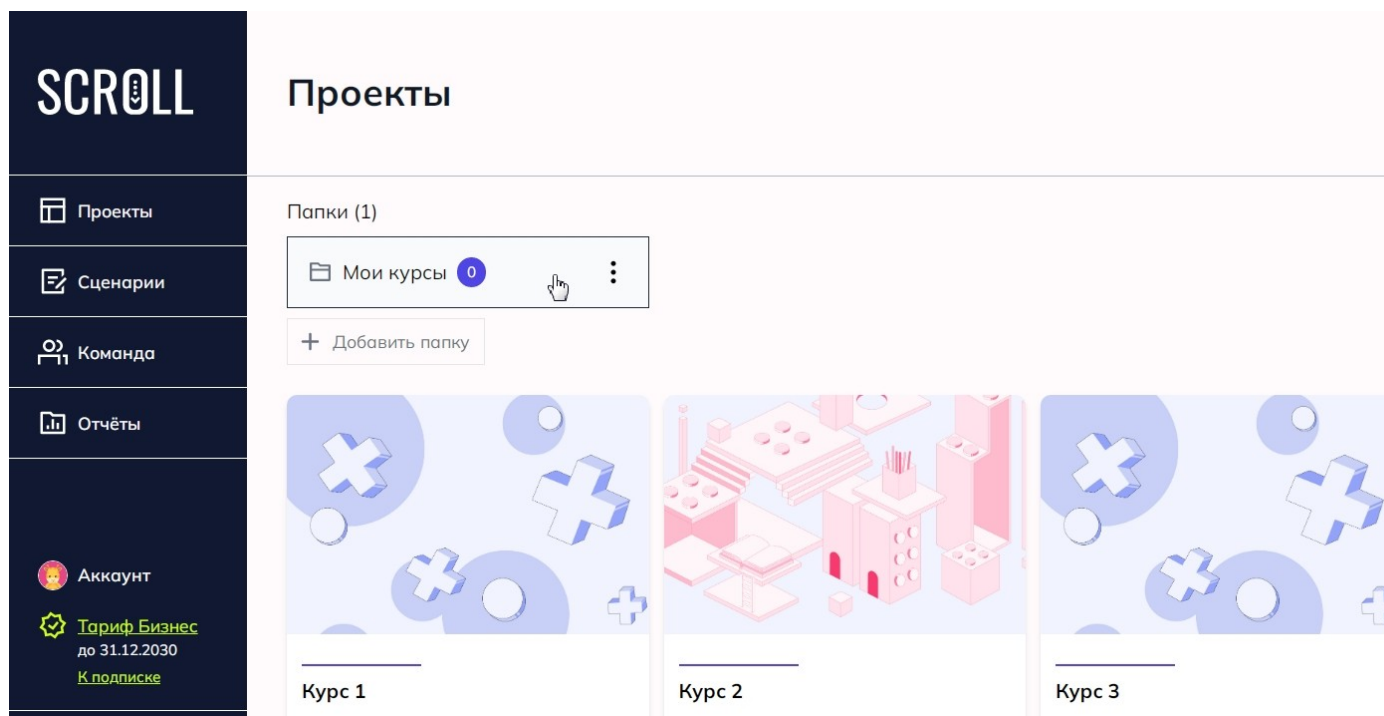 SCROLL
Проекты
Сценарии
Команда
Отчёты
Аккаунт
Тариф Бизнес
до 31.12.2030
К подписке
Проекты
Папки (1)
Мои курсы 0
+ Добавить папку
Курс 1
Курс 2
Курс 3